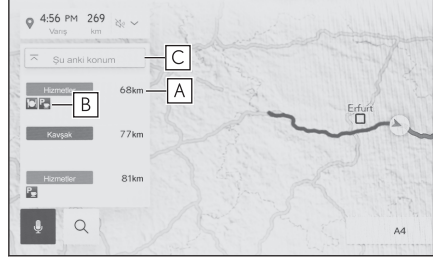 4:56 PM 269
Varış km
Şu anki konum
C
Hizmetler 68km
A
B
Kavşak 77km
Hizmetler 81km
P
Erfurt
A4